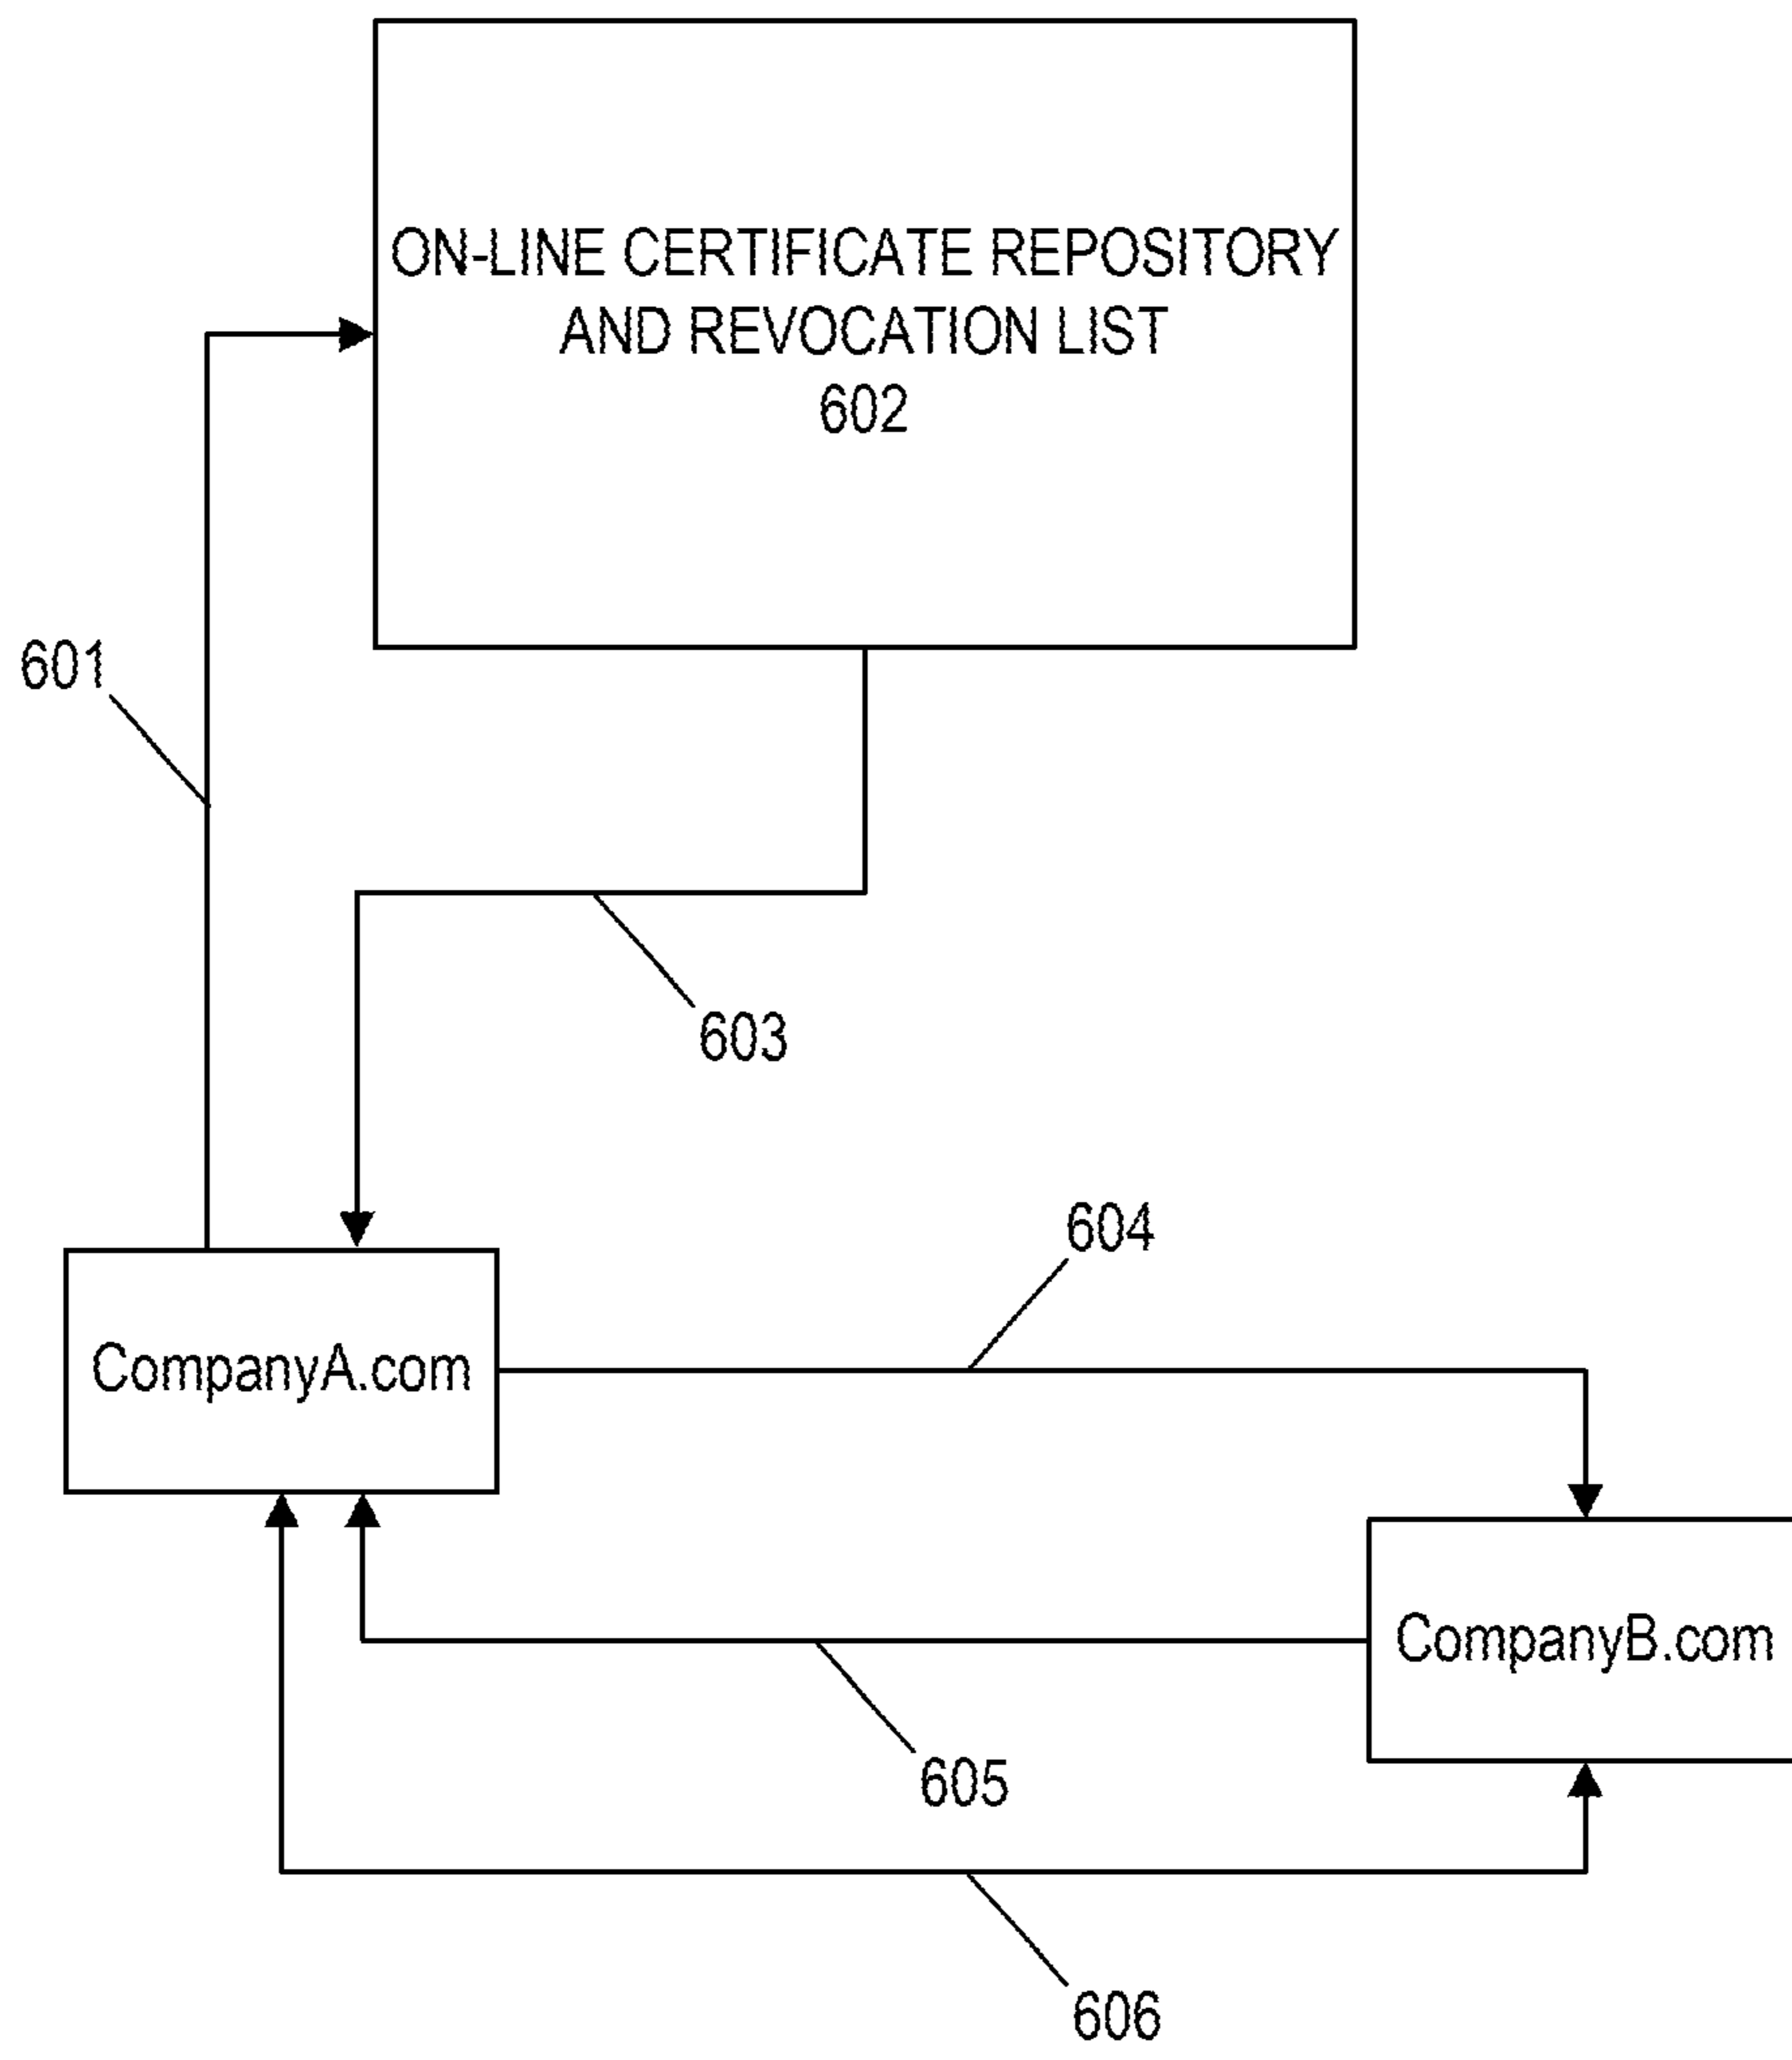 ON-LINE CERTIFICATE REPOSITORY
AND REVOCATION LIST
602
601
603
604
CompanyA.com
CompanyB.com
605
606